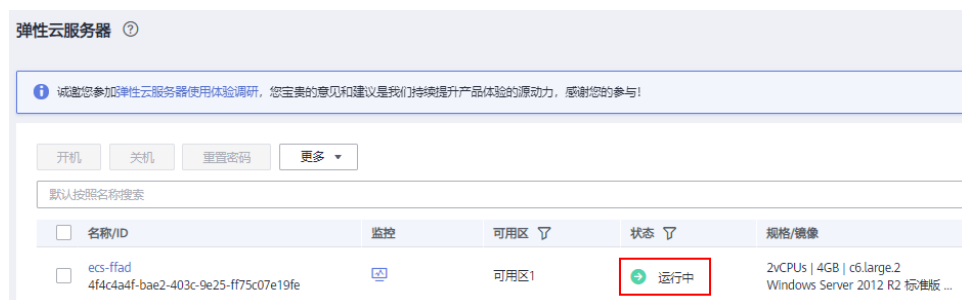 弹性云服务器
诚邀您参加弹性云服务器使用体验调研，您宝贵的意见和建议是我们持续提升产品体验的源动力，感谢您的参与！
开机 关机 重置密码 更多
默认按照名称搜索
名称/ID 监控 可用区 状态 规格/镜像
ecs-ffad 可用区1 运行中 2vCPUs | 4GB | c6.large.2
4f4c4a4f-bae2-403c-9e25-ff75c07e19fe Windows Server 2012 R2 标准版 ...